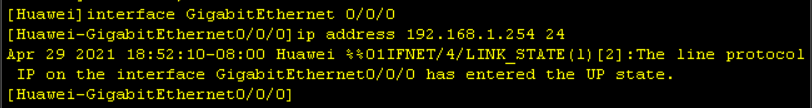 [Huawei]interface GigabitEthernet 0/0/0
[Huawei-GigabitEthernet0/0/0]ip address 192.168.1.254 24
Apr 29 2021 18:52:10-08:00 Huawei %%01IFNET/4/LINK_STATE(l)[2]:The line protocol
 IP on the interface GigabitEthernet0/0/0 has entered the UP state.
[Huawei-GigabitEthernet0/0/0]